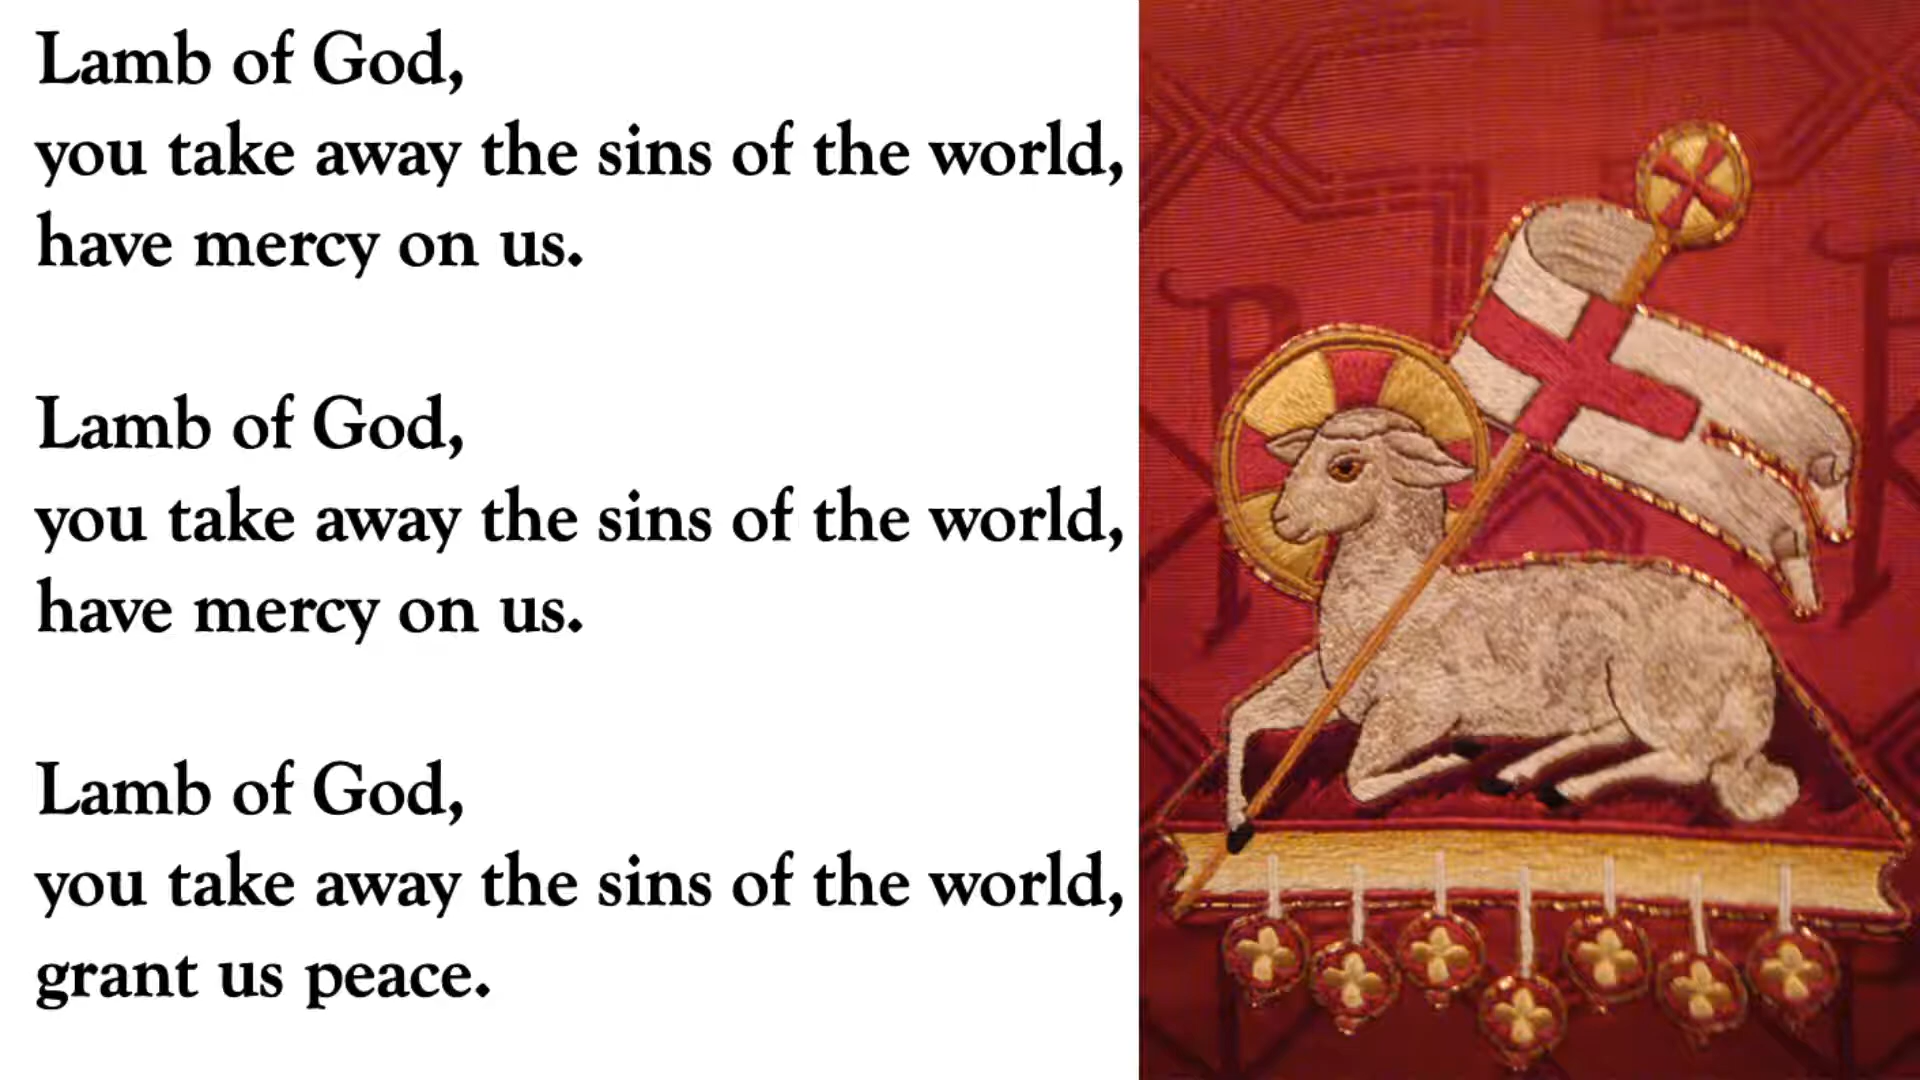 Lamb of God,
you take away the sins of the world,
have mercy on us.
Lamb of God,
you take away the sins of the world,
have mercy on us.
Lamb of God,
you take away the sins of the world,
grant us peace.